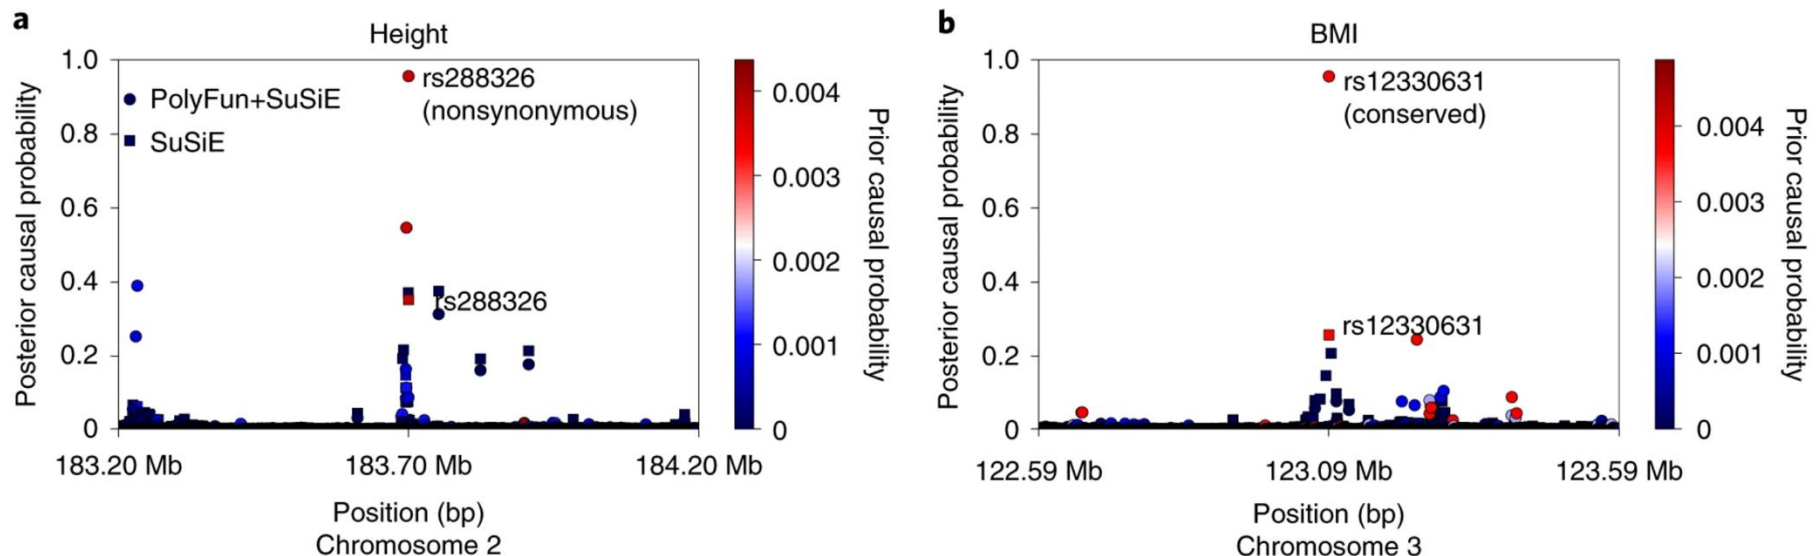 a
Height
1.0
0.8
0.6
0.4
0.2
0
Posterior causal probability
PolyFun+SuSiE
SuSiE
rs288326
(nonsynonymous)
rs288326
183.20 Mb
183.70 Mb
184.20 Mb
Position (bp)
Chromosome 2
0.004
0.003
0.002
0.001
0
Prior causal probability
b
BMI
1.0
0.8
0.6
0.4
0.2
0
Posterior causal probability
rs12330631
(conserved)
rs12330631
122.59 Mb
123.09 Mb
123.59 Mb
Position (bp)
Chromosome 3
0.004
0.003
0.002
0.001
0
Prior causal probability